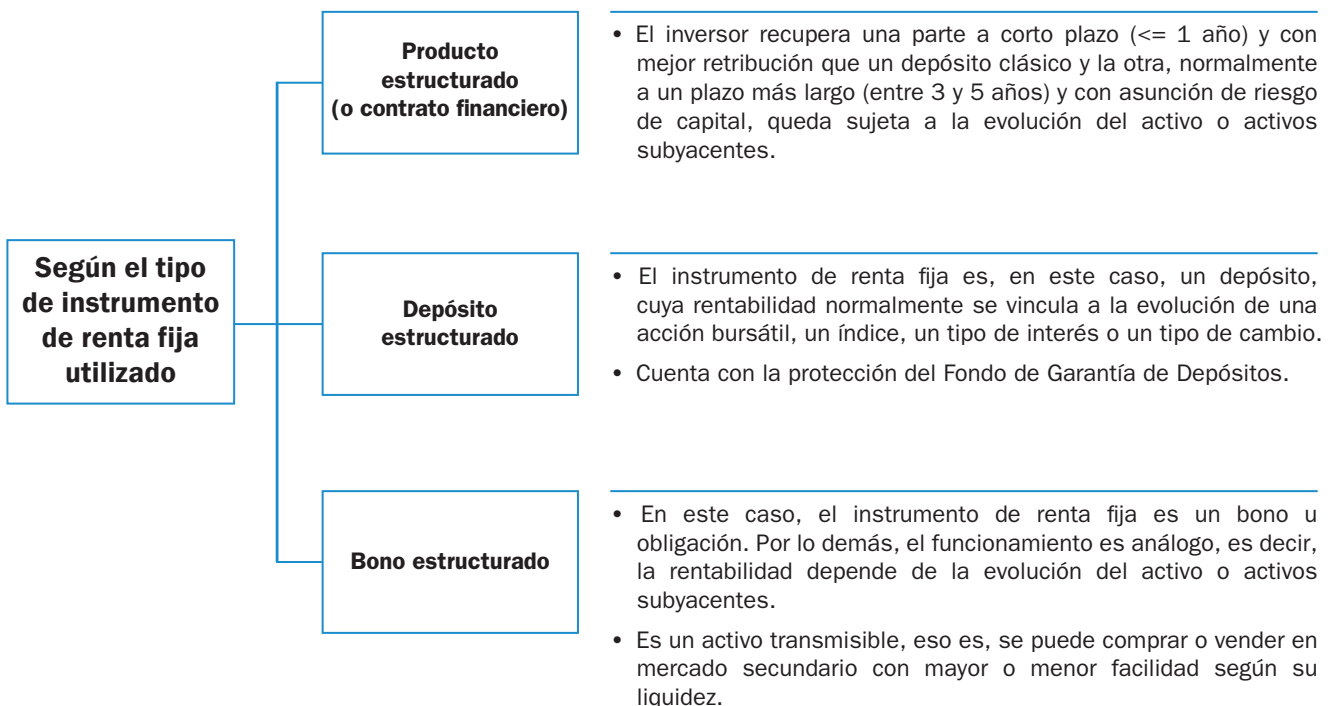 Según el tipo
de instrumento
de renta fija
utilizado
Producto
estructurado
(o contrato financiero)
• El inversor recupera una parte a corto plazo (<= 1 año) y con
mejor retribución que un depósito clásico y la otra, normalmente
a un plazo más largo (entre 3 y 5 años) y con asunción de riesgo
de capital, queda sujeta a la evolución del activo o activos
subyacentes.
Depósito
estructurado
• El instrumento de renta fija es, en este caso, un depósito,
cuya rentabilidad normalmente se vincula a la evolución de una
acción bursátil, un índice, un tipo de interés o un tipo de cambio.
• Cuenta con la protección del Fondo de Garantía de Depósitos.
Bono estructurado
• En este caso, el instrumento de renta fija es un bono u
obligación. Por lo demás, el funcionamiento es análogo, es decir,
la rentabilidad depende de la evolución del activo o activos
subyacentes.
• Es un activo transmisible, eso es, se puede comprar o vender en
mercado secundario con mayor o menor facilidad según su
liquidez.